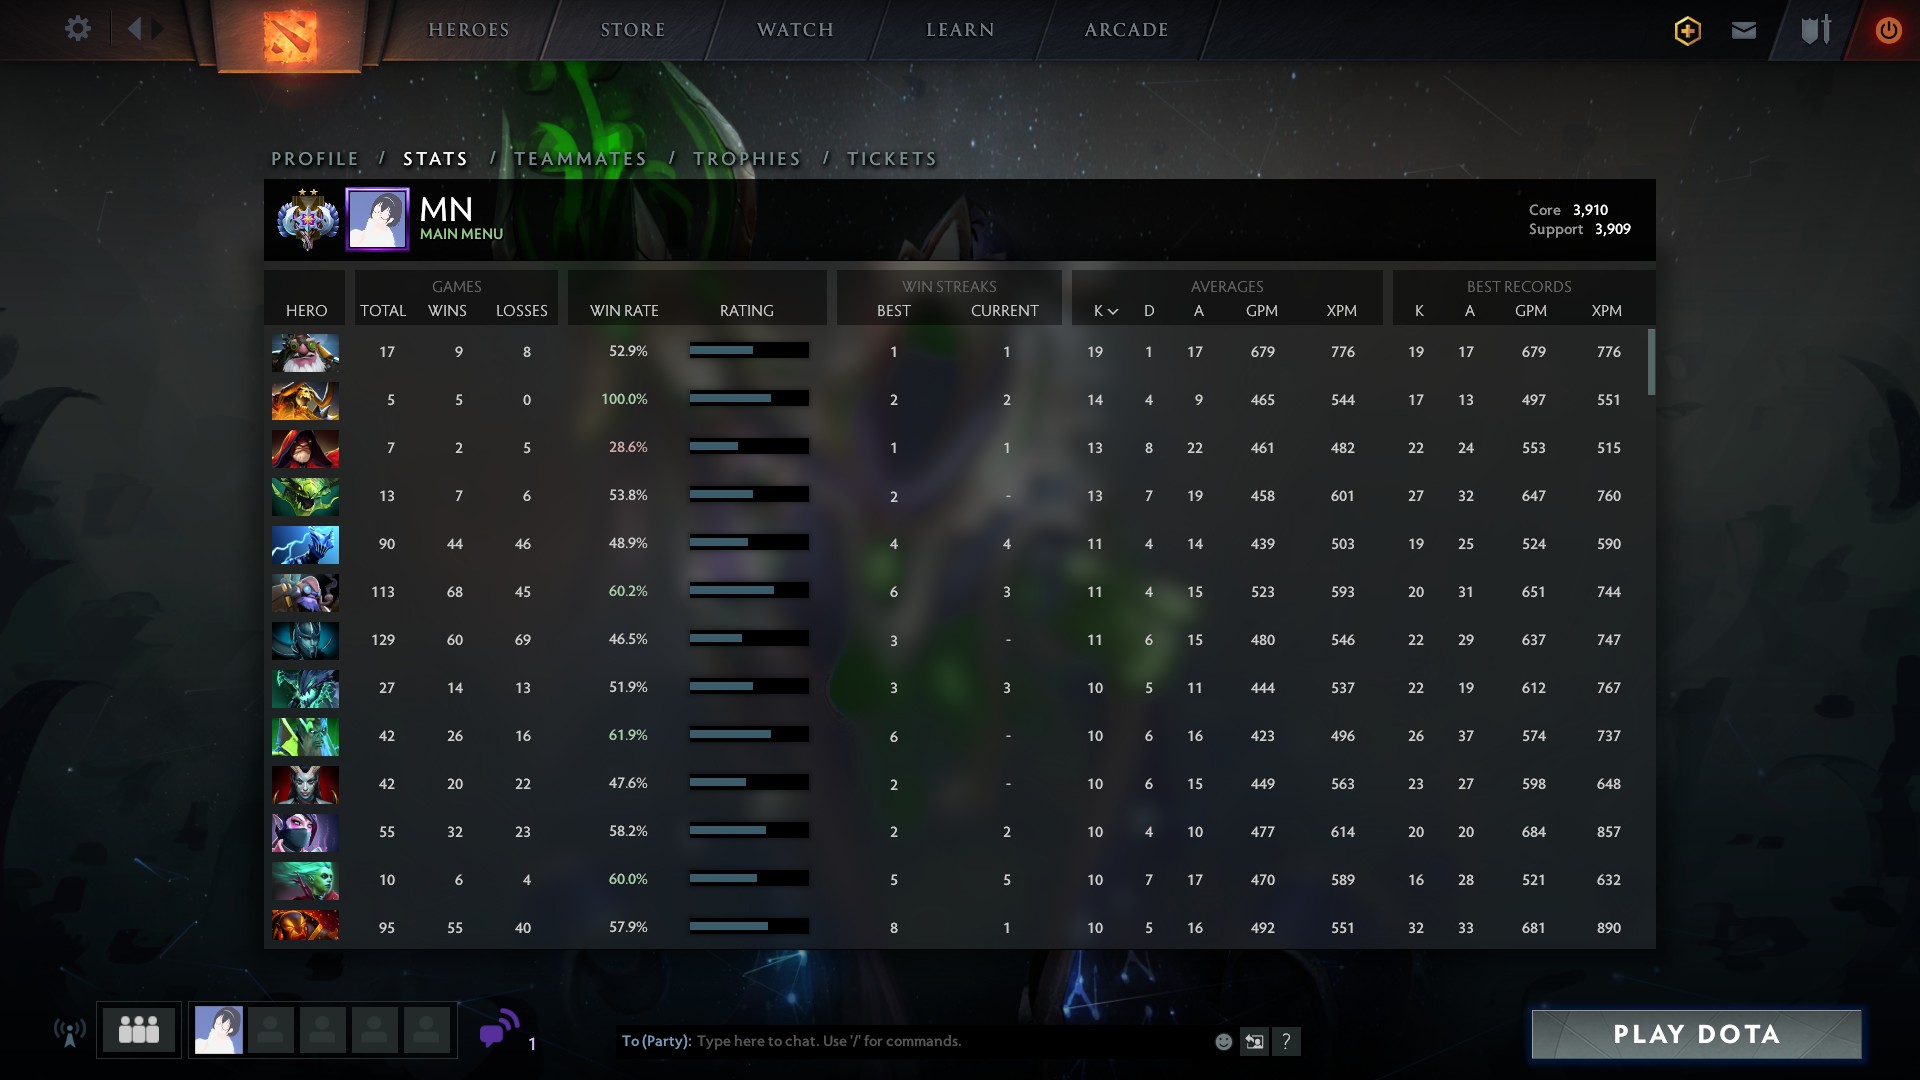 HEROES STORE WATCH LEARN ARCADE
PROFILE / STATS / TEAMMATES / TROPHIES / TICKETS
MN
MAIN MENU
Core 3,910
Support 3,909
GAMES WIN STREAKS AVERAGES BEST RECORDS
HERO TOTAL WINS LOSSES WIN RATE RATING BEST CURRENT K D A GPM XPM K A GPM XPM
17 9 8 52.9% 1 1 19 1 17 679 776 19 17 679 776
5 5 0 100.0% 2 2 14 4 9 465 544 17 13 497 551
7 2 5 28.6% 1 1 13 8 22 461 482 22 24 553 515
13 7 6 53.8% 2 - 13 7 19 458 601 27 32 647 760
90 44 46 48.9% 4 4 11 4 14 439 503 19 25 524 590
113 68 45 60.2% 6 3 11 4 15 523 593 20 31 651 744
129 60 69 46.5% 3 - 11 6 15 480 546 22 29 637 747
27 14 13 51.9% 3 3 10 5 11 444 537 22 19 612 767
42 26 16 61.9% 6 - 10 6 16 423 496 26 37 574 737
42 20 22 47.6% 2 - 10 6 15 449 563 23 27 598 648
55 32 23 58.2% 2 2 10 4 10 477 614 20 20 684 857
10 6 4 60.0% 5 5 10 7 17 470 589 16 28 521 632
95 55 40 57.9% 8 1 10 5 16 492 551 32 33 681 890
1
To (Party): Type here to chat. Use '/' for commands.
?
PLAY DOTA